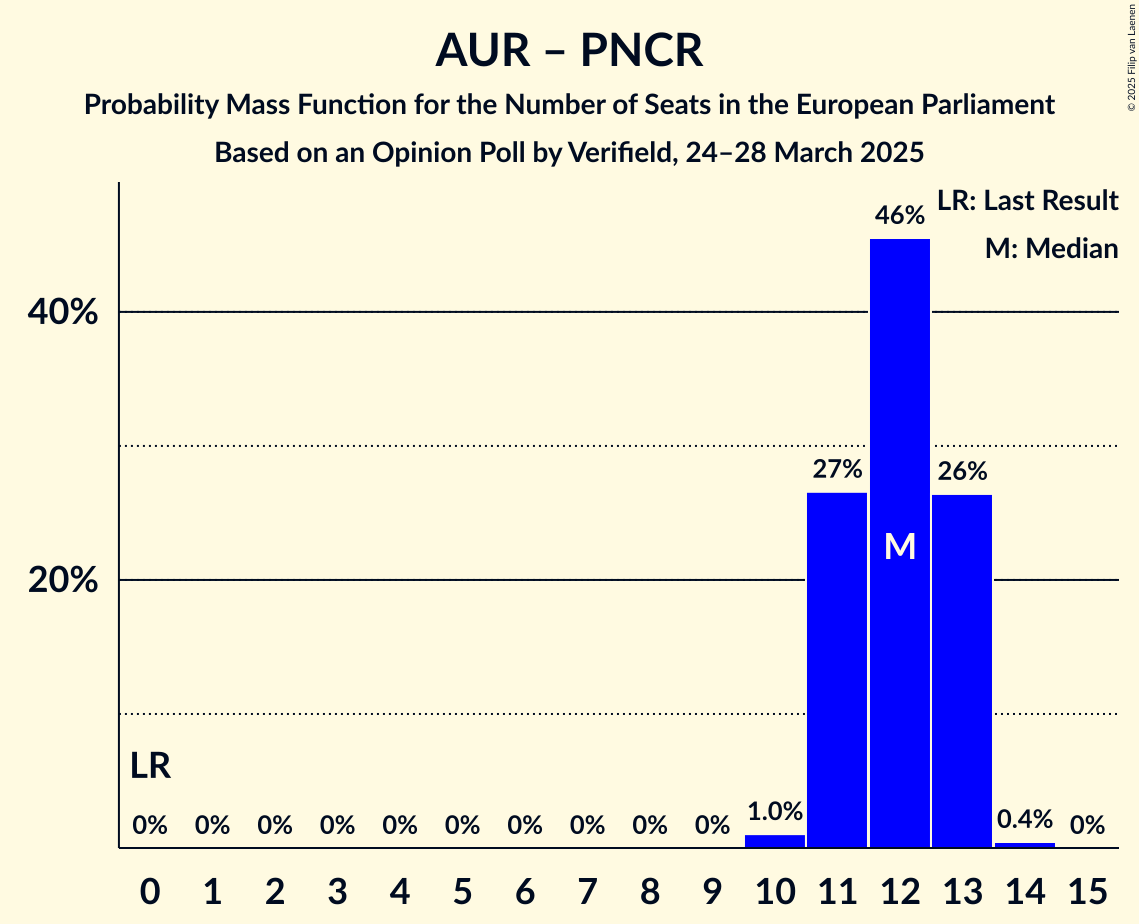 AUR – PNCR
Probability Mass Function for the Number of Seats in the European Parliament
Based on an Opinion Poll by Verifield, 24–28 March 2025
© 2025 Filip van Laenen
LR: Last Result
M: Median
46%
40%
27%
26%
M
20%
LR
0% 0% 0% 0% 0% 0% 0% 0% 0% 0% 1.0% 0.4% 0%
0 1 2 3 4 5 6 7 8 9 10 11 12 13 14 15